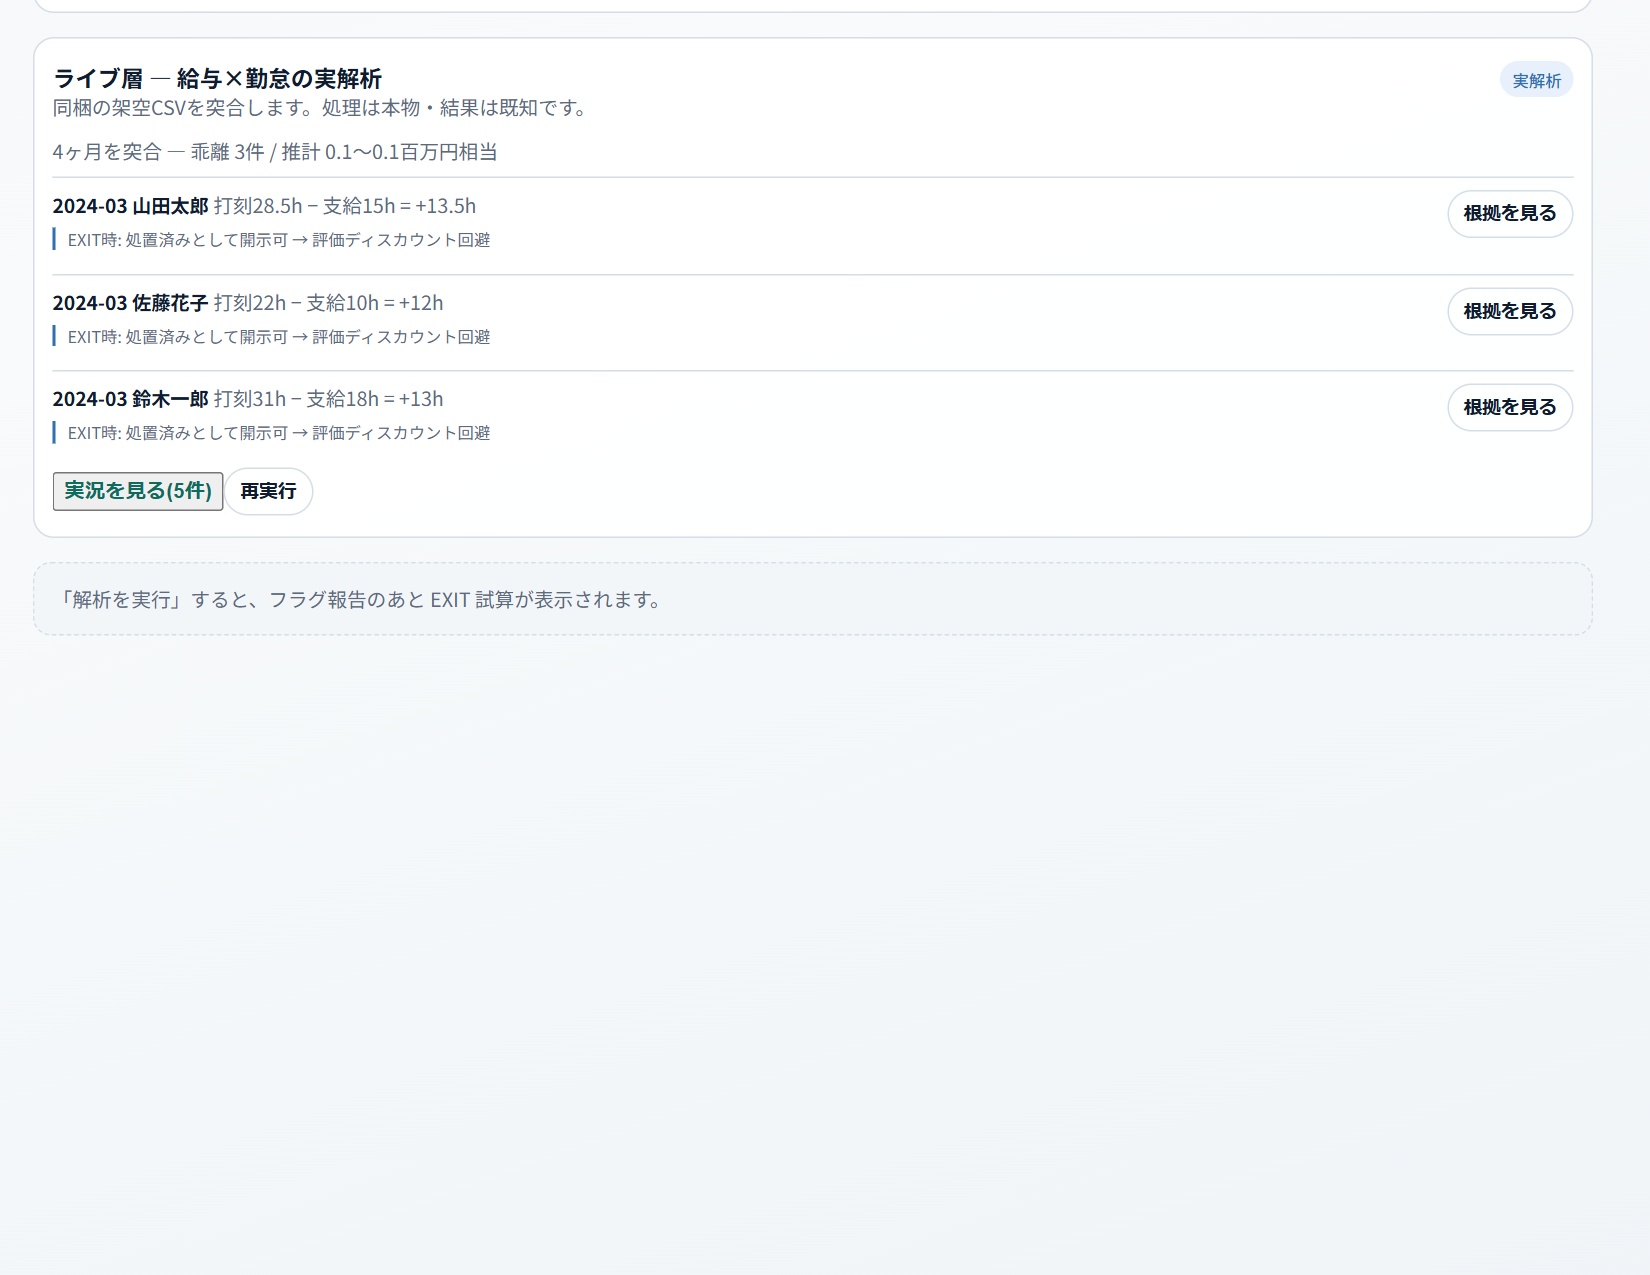 ライブ層 — 給与×勤怠の実解析
実解析
同梱の架空CSVを突合します。処理は本物・結果は既知です。
4ヶ月を突合 — 乖離 3件 / 推計 0.1〜0.1百万円相当
2024-03 山田太郎 打刻28.5h − 支給15h = +13.5h
根拠を見る
EXIT時: 処置済みとして開示可 → 評価ディスカウント回避
2024-03 佐藤花子 打刻22h − 支給10h = +12h
根拠を見る
EXIT時: 処置済みとして開示可 → 評価ディスカウント回避
2024-03 鈴木一郎 打刻31h − 支給18h = +13h
根拠を見る
EXIT時: 処置済みとして開示可 → 評価ディスカウント回避
実況を見る(5件) 再実行
「解析を実行」すると、フラグ報告のあと EXIT 試算が表示されます。